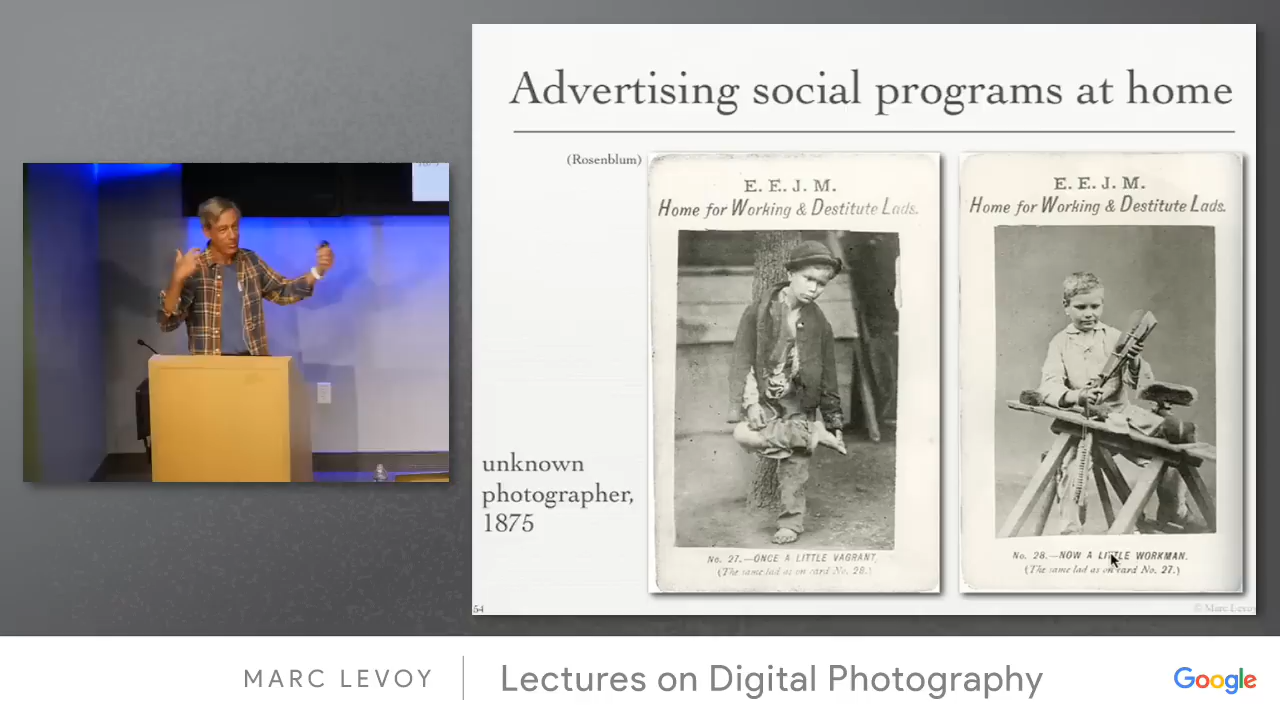 Advertising social programs at home
(Rosenblum)
E. E. J. M.
Home for Working & Destitute Lads.
No. 27.—ONCE A LITTLE VAGRANT,
(The same lad as on card No. 28.)
E. E. J. M.
Home for Working & Destitute Lads.
No. 28.—NOW A LITTLE WORKMAN.
(The same lad as on card No. 27.)
unknown
photographer,
1875
54
© Marc Levoy
MARC LEVOY
Lectures on Digital Photography
Google